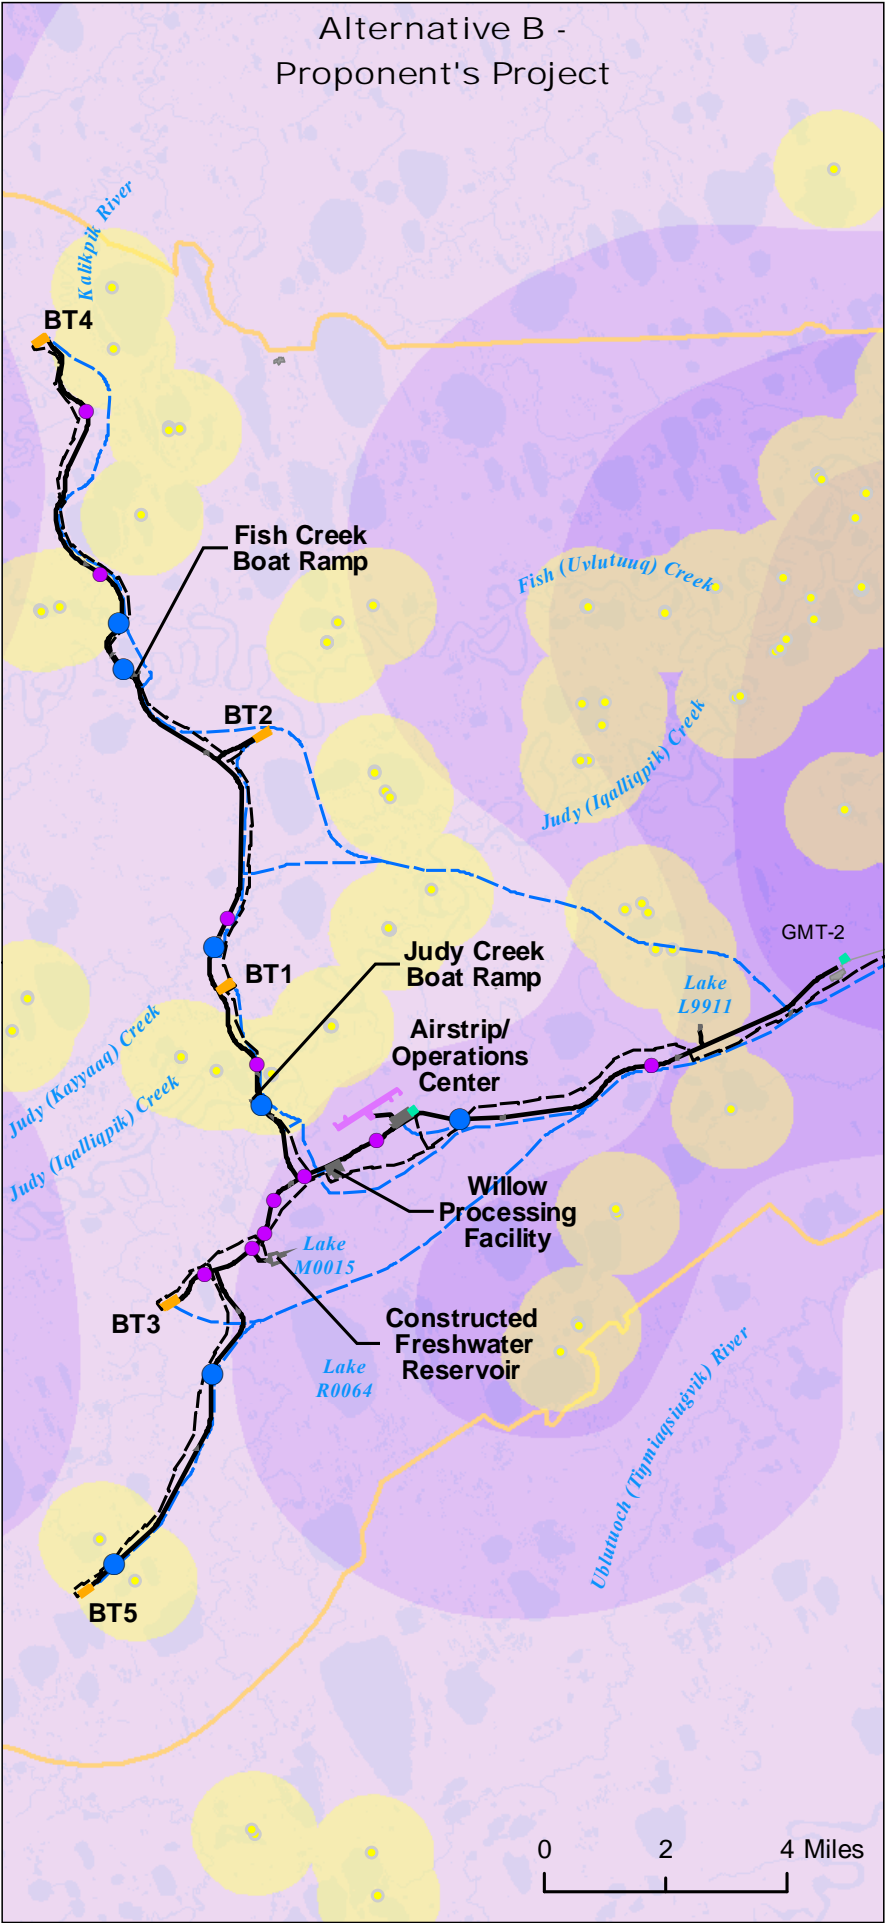 Alternative B -
Proponent's Project
Kalikpik River
BT4
Fish Creek
Boat Ramp
Fish (Uvlutuuq) Creek
BT2
Judy (Iqalliqpik) Creek
GMT-2
Judy Creek
Boat Ramp
BT1
Lake
L9911
Judy (Kayyaaq) Creek
Airstrip/
Operations
Center
Judy (Iqalliqpik) Creek
Willow
Processing
Facility
Lake
M0015
BT3
Constructed
Freshwater
Reservoir
Lake
R0064
Ublutuoch (Tiŋmiaqsiuġvik) River
BT5
0 2 4 Miles